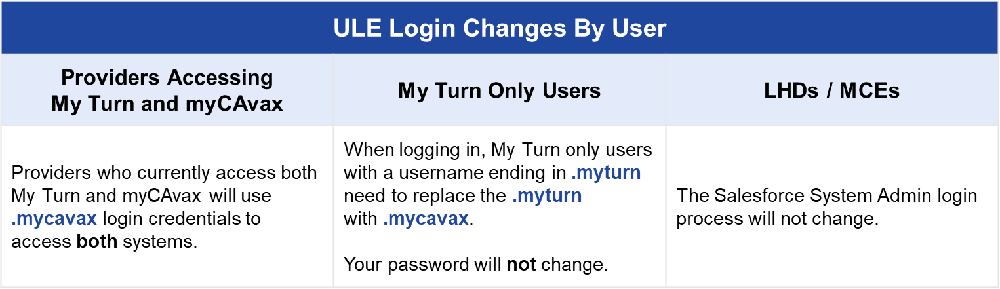 ULE Login Changes By User
Providers Accessing
My Turn and myCAvax
My Turn Only Users
LHDs / MCEs
Providers who currently access both
My Turn and myCAvax will use
.mycavax login credentials to
access both systems.
When logging in, My Turn only users
with a username ending in .myturn
need to replace the .myturn
with .mycavax.
Your password will not change.
The Salesforce System Admin login
process will not change.